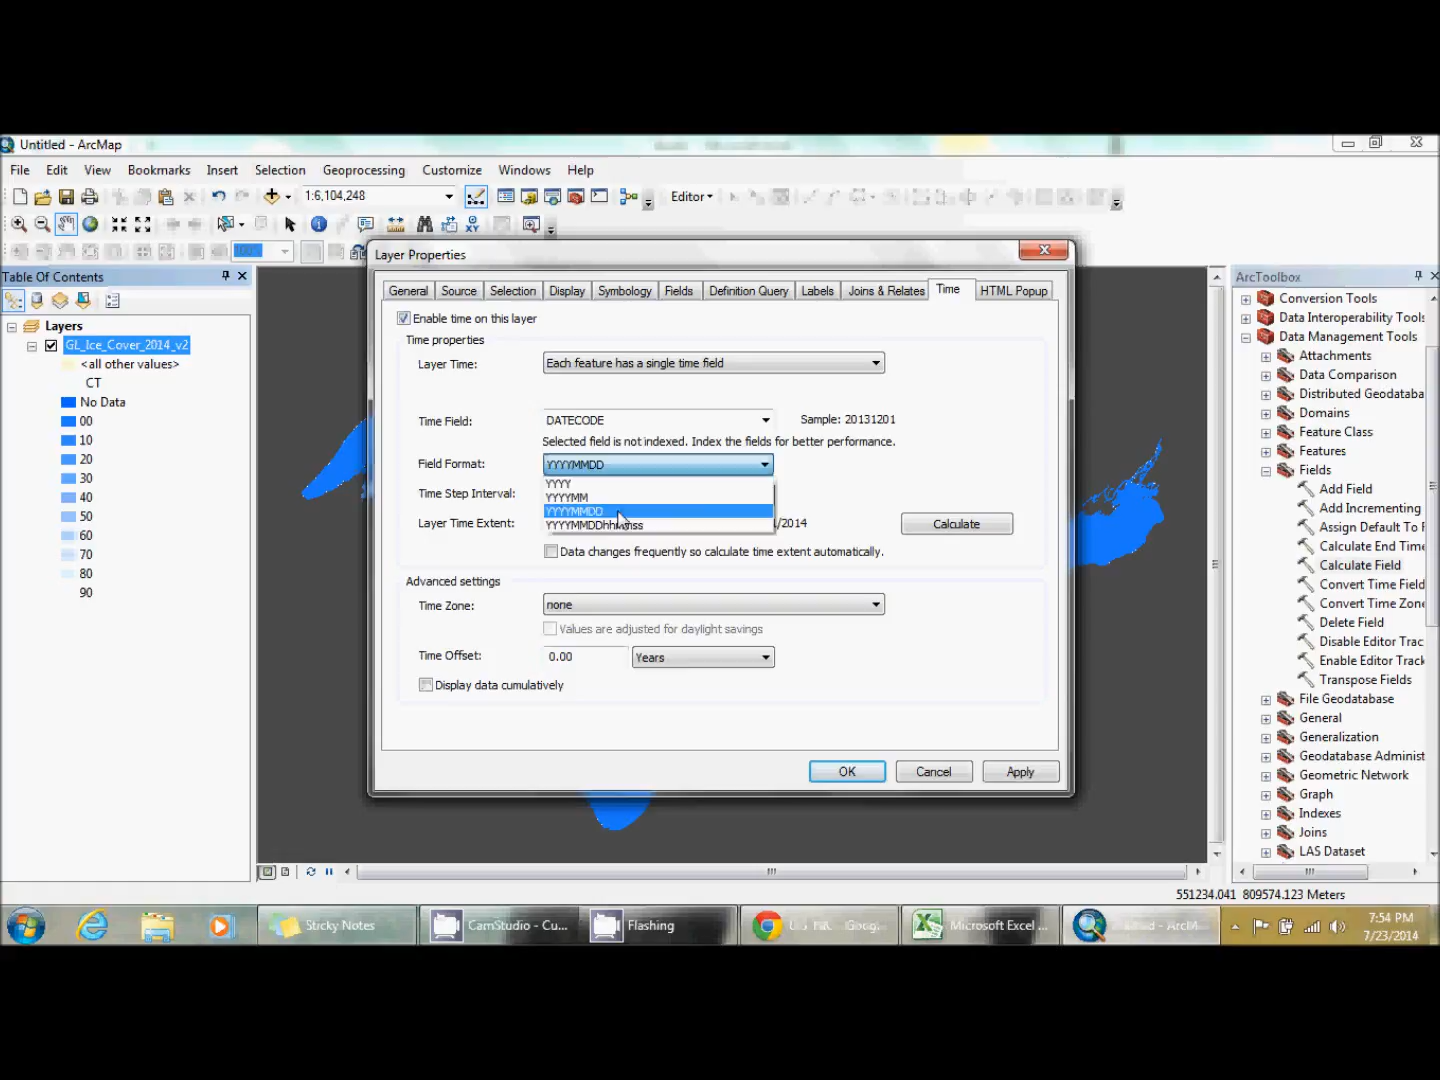 Untitled - ArcMap
File Edit View Bookmarks Insert Selection Geoprocessing Customize Windows Help
1:6,104,248
Editor
100%
Table Of Contents
Layers
GL_Ice_Cover_2014_v2
<all other values>
CT
No Data
00
10
20
30
40
50
60
70
80
90
Layer Properties
General Source Selection Display Symbology Fields Definition Query Labels Joins & Relates Time HTML Popup
Enable time on this layer
Time properties
Layer Time: Each feature has a single time field
Time Field: DATECODE Sample: 20131201
Selected field is not indexed. Index the fields for better performance.
Field Format: YYYYMMDD
YYYY
YYYYMM
YYYYMMDD
YYYYMMDDhhmmss
Time Step Interval:
Layer Time Extent: /2014 Calculate
Data changes frequently so calculate time extent automatically.
Advanced settings
Time Zone: none
Values are adjusted for daylight savings
Time Offset: 0.00 Years
Display data cumulatively
OK Cancel Apply
ArcToolbox
Conversion Tools
Data Interoperability Tools
Data Management Tools
Attachments
Data Comparison
Distributed Geodataba
Domains
Feature Class
Features
Fields
Add Field
Add Incrementing
Assign Default To F
Calculate End Time
Calculate Field
Convert Time Field
Convert Time Zone
Delete Field
Disable Editor Trac
Enable Editor Track
Transpose Fields
File Geodatabase
General
Generalization
Geodatabase Administ
Geometric Network
Graph
Indexes
Joins
LAS Dataset
551234.041 809574.123 Meters
Sticky Notes
CamStudio - Cu...
Flashing
Microsoft Excel ...
7:54 PM
7/23/2014